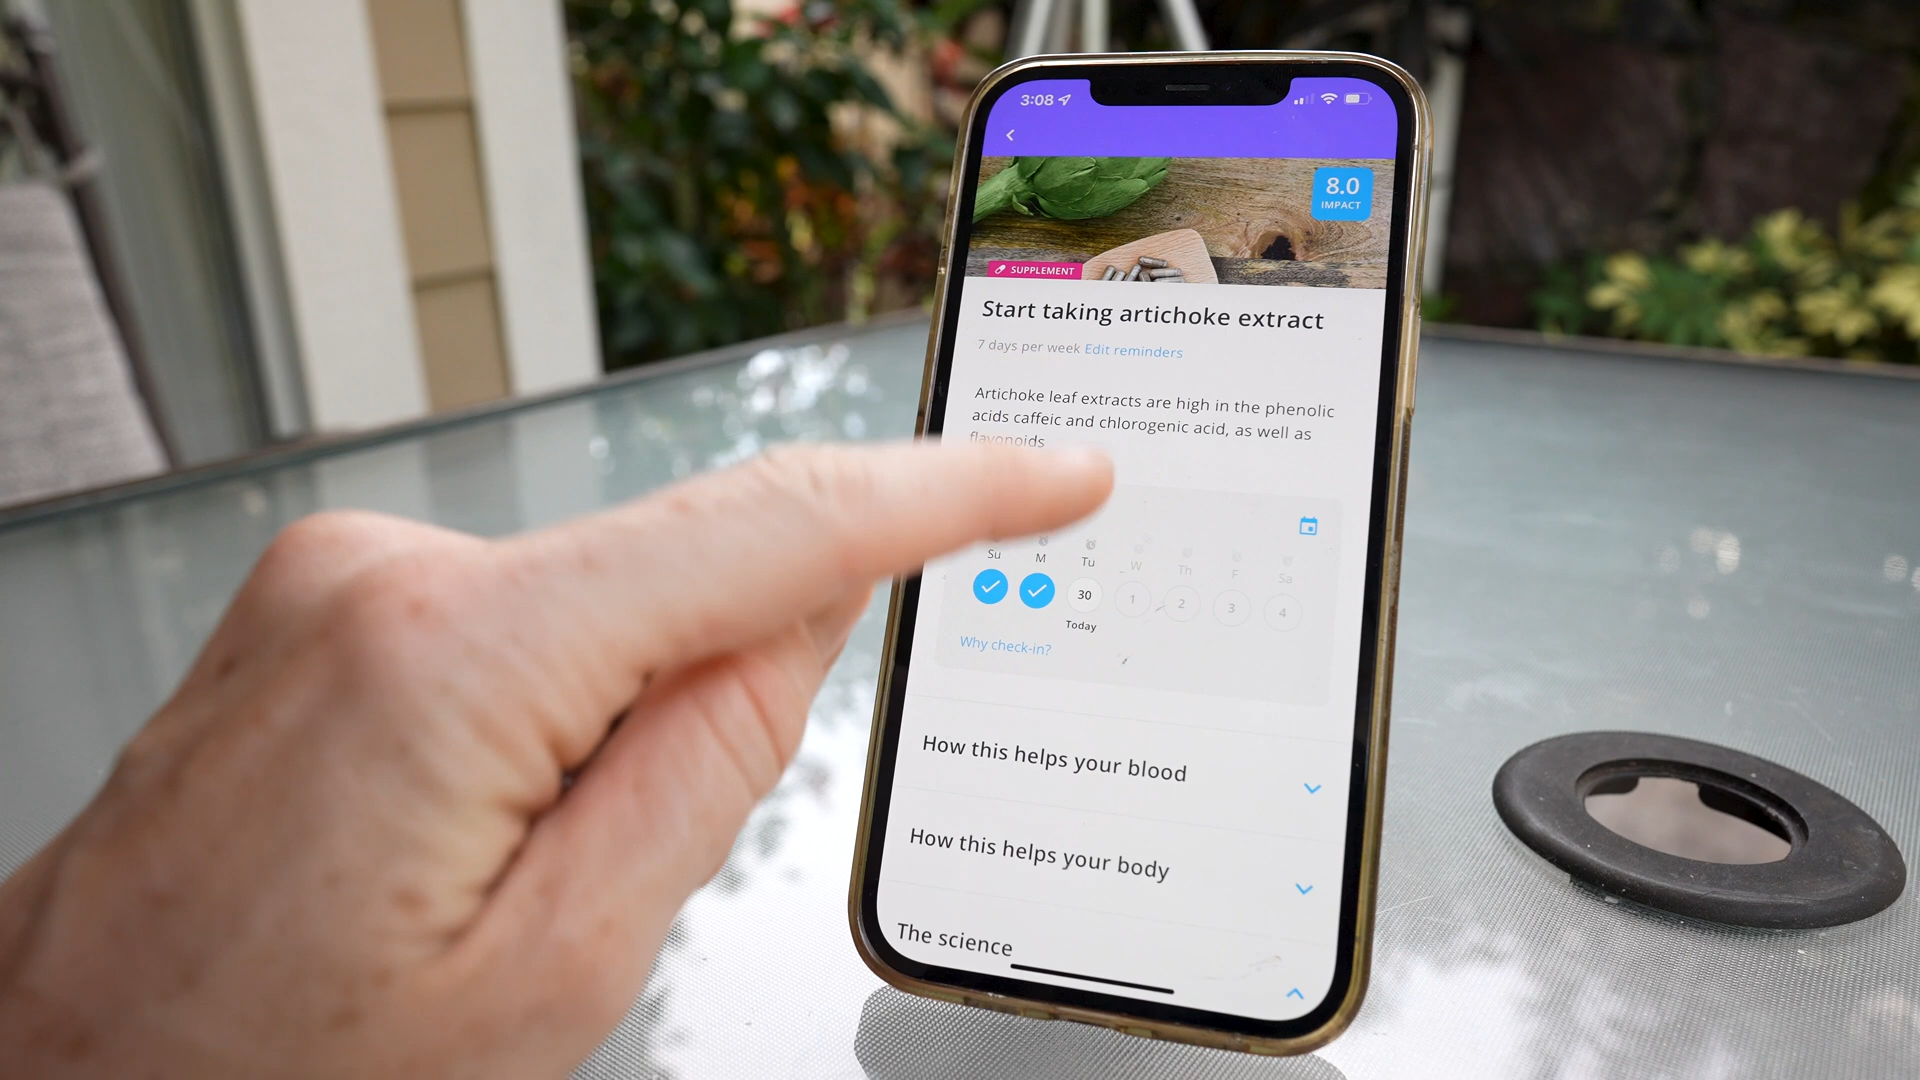 3:08
8.0
IMPACT
SUPPLEMENT
Start taking artichoke extract
7 days per week Edit reminders
Artichoke leaf extracts are high in the phenolic
acids caffeic and chlorogenic acid, as well as
flavonoids
Su M Tu W Th F Sa
30 1 2 3 4
Today
Why check-in?
How this helps your blood
How this helps your body
The science